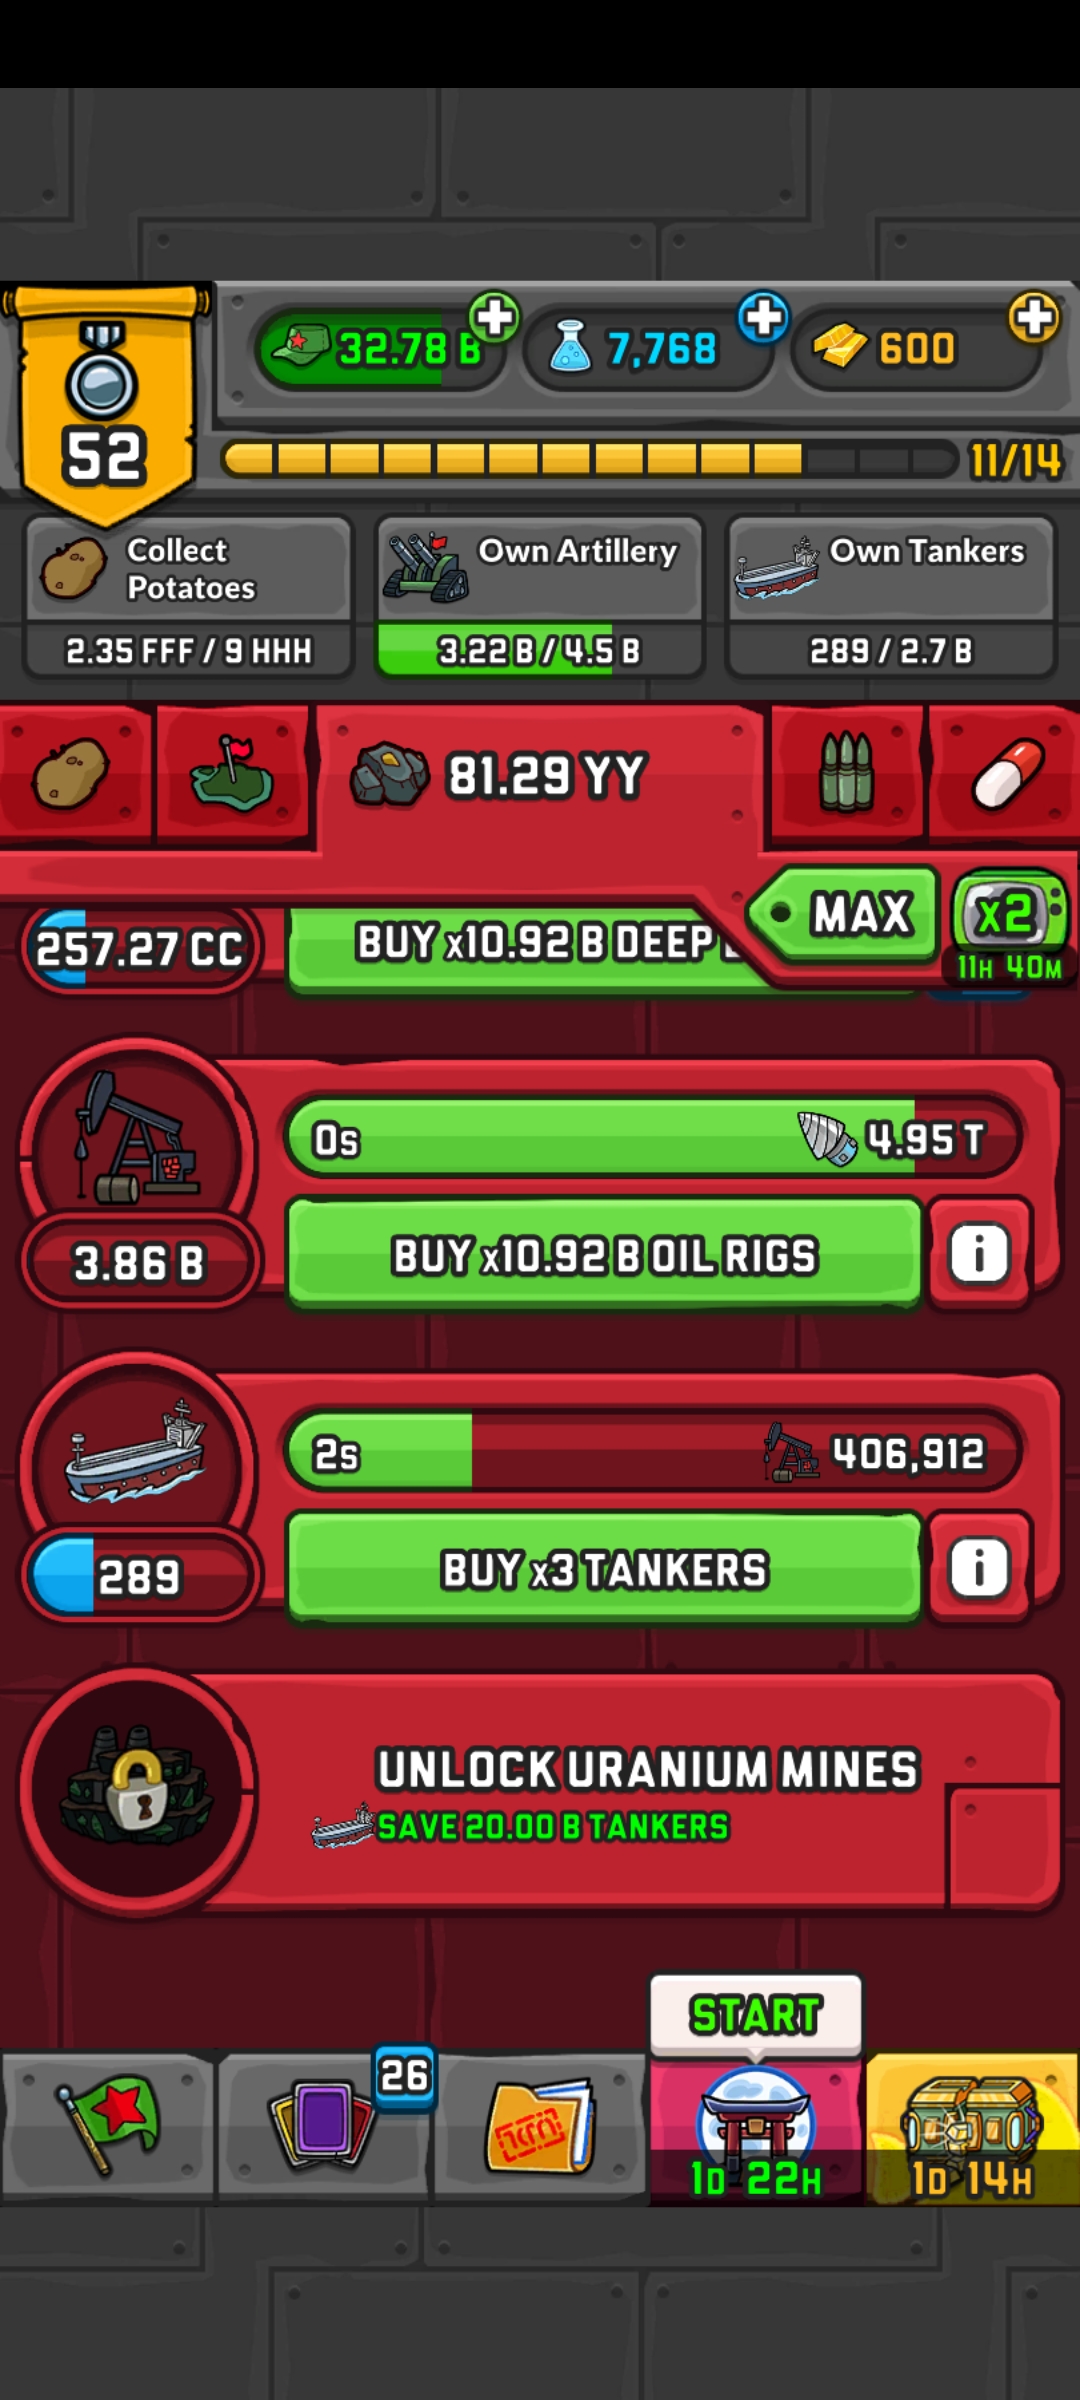 32.78 B
7,768
600
52
11/14
Collect
Potatoes
2.35 FFF / 9 HHH
Own Artillery
3.22 B / 4.5 B
Own Tankers
289 / 2.7 B
81.29 YY
MAX
x2
11H 40M
257.27 CC
BUY x10.92 B DEEP
0s
4.95 T
3.86 B
BUY x10.92 B OIL RIGS
i
2s
406,912
289
BUY x3 TANKERS
i
UNLOCK URANIUM MINES
SAVE 20.00 B TANKERS
START
26
1D 22H
1D 14H